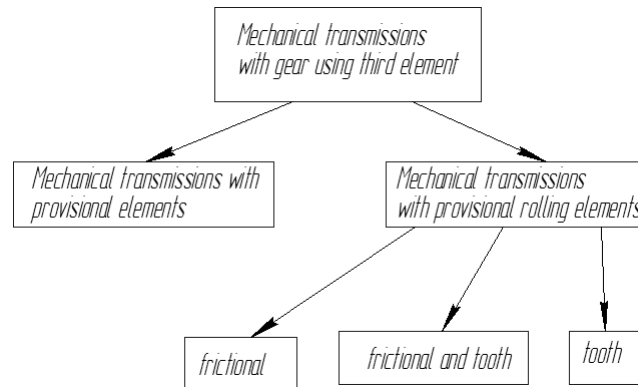 Mechanical transmissions
with gear using third element
Mechanical transmissions with
provisional elements
Mechanical transmissions
with provisional rolling elements
frictional
frictional and tooth
tooth